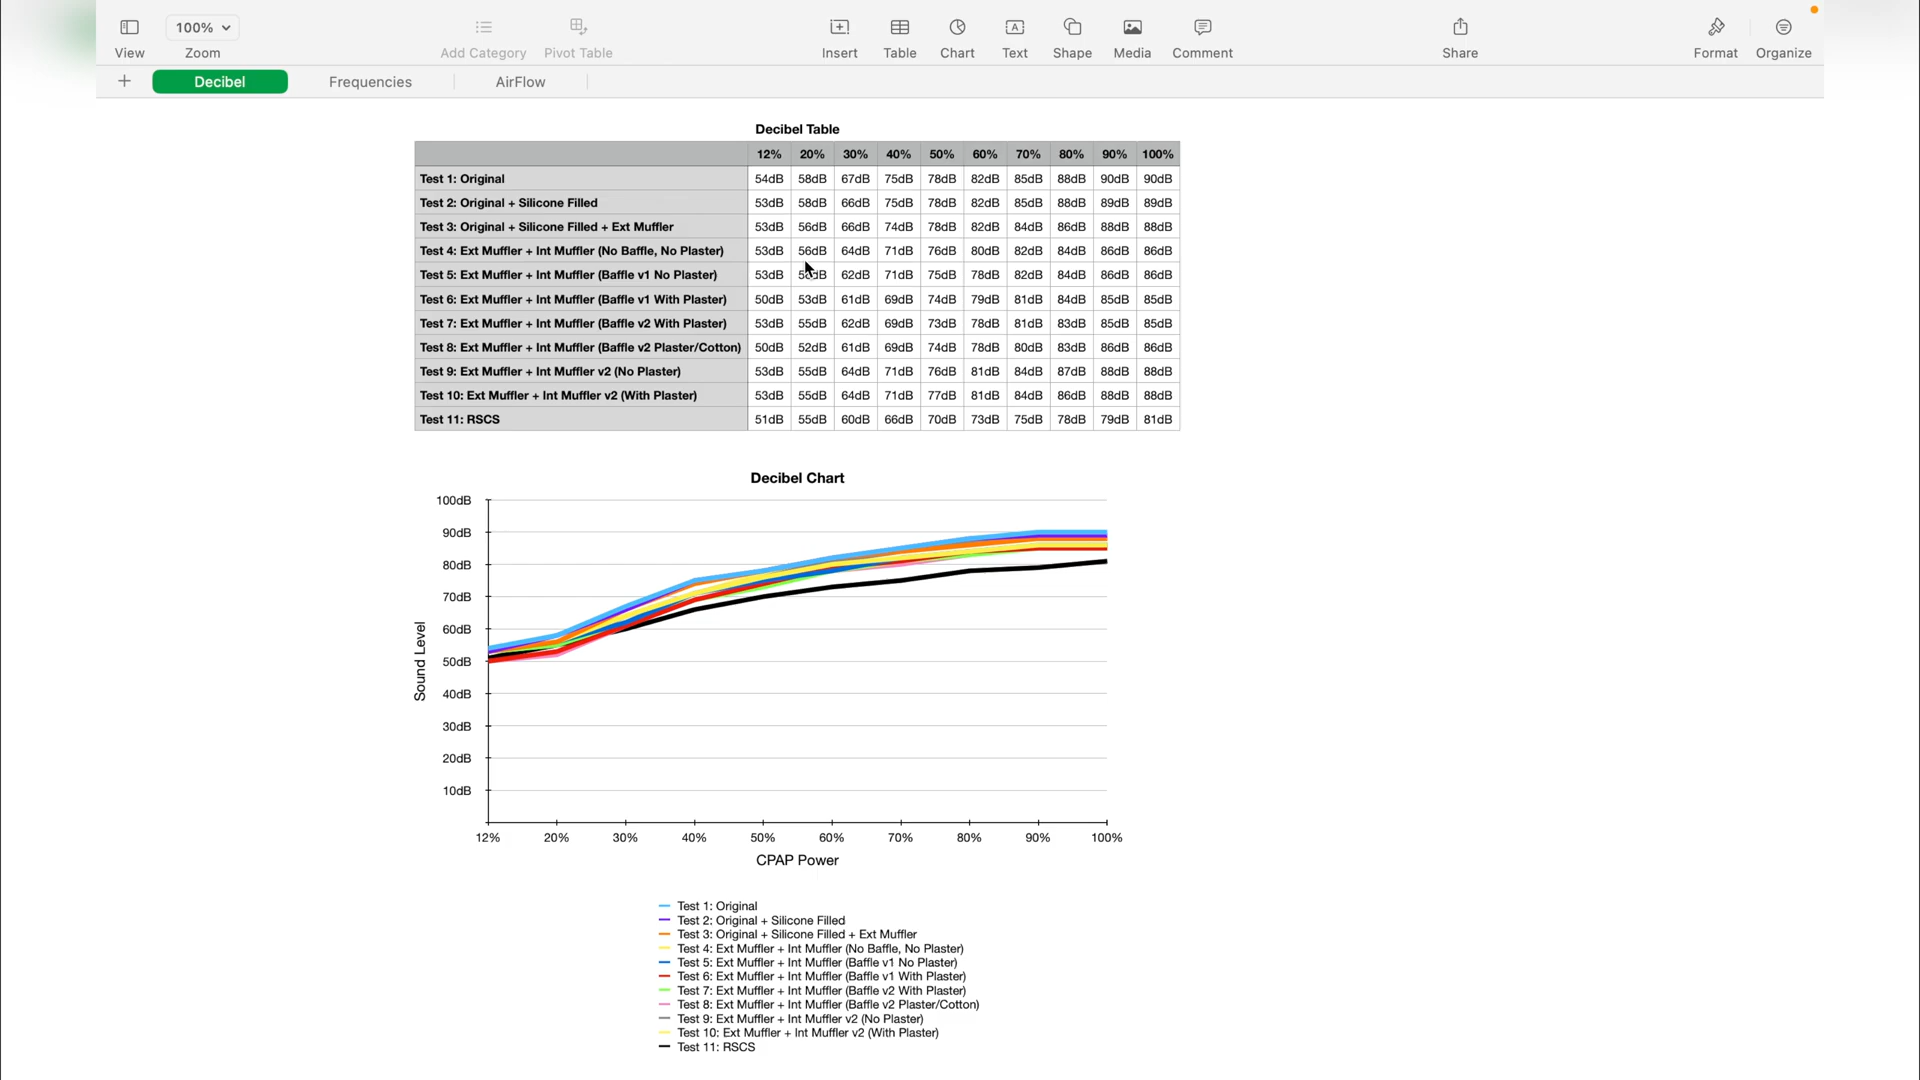 100%
View
Zoom
Add Category
Pivot Table
Insert
Table
Chart
Text
Shape
Media
Comment
Share
Format
Organize
+ Decibel Frequencies AirFlow
Decibel Table
12% 20% 30% 40% 50% 60% 70% 80% 90% 100%
Test 1: Original 54dB 58dB 67dB 75dB 78dB 82dB 85dB 88dB 90dB 90dB
Test 2: Original + Silicone Filled 53dB 58dB 66dB 75dB 78dB 82dB 85dB 88dB 89dB 89dB
Test 3: Original + Silicone Filled + Ext Muffler 53dB 56dB 66dB 74dB 78dB 82dB 84dB 86dB 88dB 88dB
Test 4: Ext Muffler + Int Muffler (No Baffle, No Plaster) 53dB 56dB 64dB 71dB 76dB 80dB 82dB 84dB 86dB 86dB
Test 5: Ext Muffler + Int Muffler (Baffle v1 No Plaster) 53dB 62dB 71dB 75dB 78dB 82dB 84dB 86dB 86dB
Test 6: Ext Muffler + Int Muffler (Baffle v1 With Plaster) 50dB 53dB 61dB 69dB 74dB 79dB 81dB 84dB 85dB 85dB
Test 7: Ext Muffler + Int Muffler (Baffle v2 With Plaster) 53dB 55dB 62dB 69dB 73dB 78dB 81dB 83dB 85dB 85dB
Test 8: Ext Muffler + Int Muffler (Baffle v2 Plaster/Cotton) 50dB 52dB 61dB 69dB 74dB 78dB 80dB 83dB 86dB 86dB
Test 9: Ext Muffler + Int Muffler v2 (No Plaster) 53dB 55dB 64dB 71dB 76dB 81dB 84dB 87dB 88dB 88dB
Test 10: Ext Muffler + Int Muffler v2 (With Plaster) 53dB 55dB 64dB 71dB 77dB 81dB 84dB 86dB 88dB 88dB
Test 11: RSCS 51dB 55dB 60dB 66dB 70dB 73dB 75dB 78dB 79dB 81dB
Decibel Chart
100dB
90dB
80dB
70dB
60dB
50dB
40dB
30dB
20dB
10dB
Sound Level
12% 20% 30% 40% 50% 60% 70% 80% 90% 100%
CPAP Power
Test 1: Original
Test 2: Original + Silicone Filled
Test 3: Original + Silicone Filled + Ext Muffler
Test 4: Ext Muffler + Int Muffler (No Baffle, No Plaster)
Test 5: Ext Muffler + Int Muffler (Baffle v1 No Plaster)
Test 6: Ext Muffler + Int Muffler (Baffle v1 With Plaster)
Test 7: Ext Muffler + Int Muffler (Baffle v2 With Plaster)
Test 8: Ext Muffler + Int Muffler (Baffle v2 Plaster/Cotton)
Test 9: Ext Muffler + Int Muffler v2 (No Plaster)
Test 10: Ext Muffler + Int Muffler v2 (With Plaster)
Test 11: RSCS